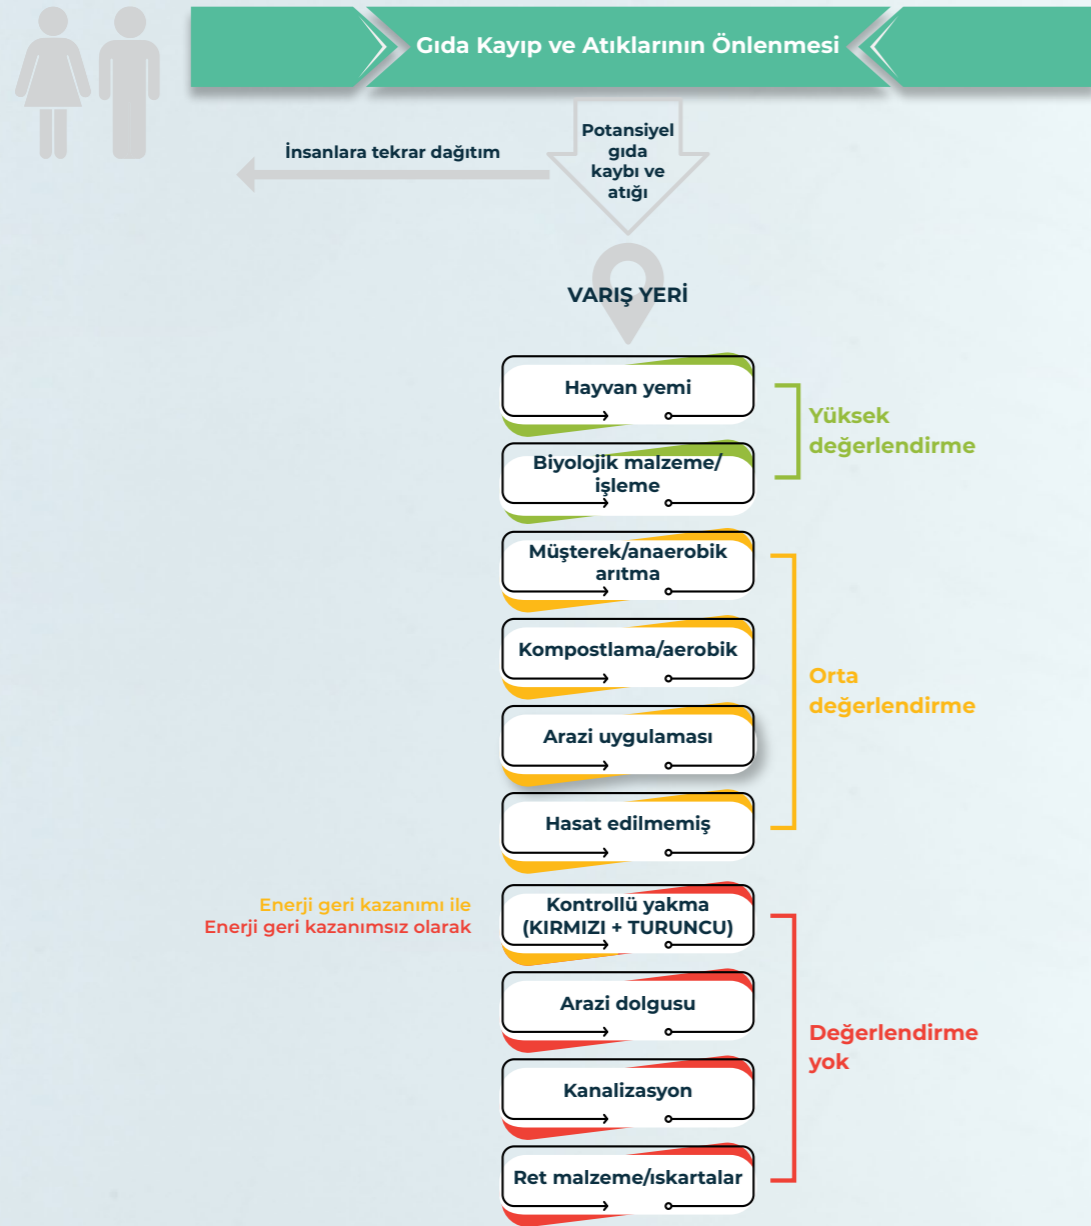 Gıda Kayıp ve Atıklarının Önlenmesi
İnsanlara tekrar dağıtım
Potansiyel
gıda
kaybı ve
atığı
VARIŞ YERİ
Hayvan yemi
Biyolojik malzeme/
işleme
Yüksek
değerlendirme
Müşterek/anaerobik
arıtma
Kompostlama/aerobik
Arazi uygulaması
Hasat edilmemiş
Orta
değerlendirme
Enerji geri kazanımı ile
Enerji geri kazanımsız olarak
Kontrollü yakma
(KIRMIZI + TURUNCU)
Arazi dolgusu
Kanalizasyon
Ret malzeme/ıskartalar
Değerlendirme
yok